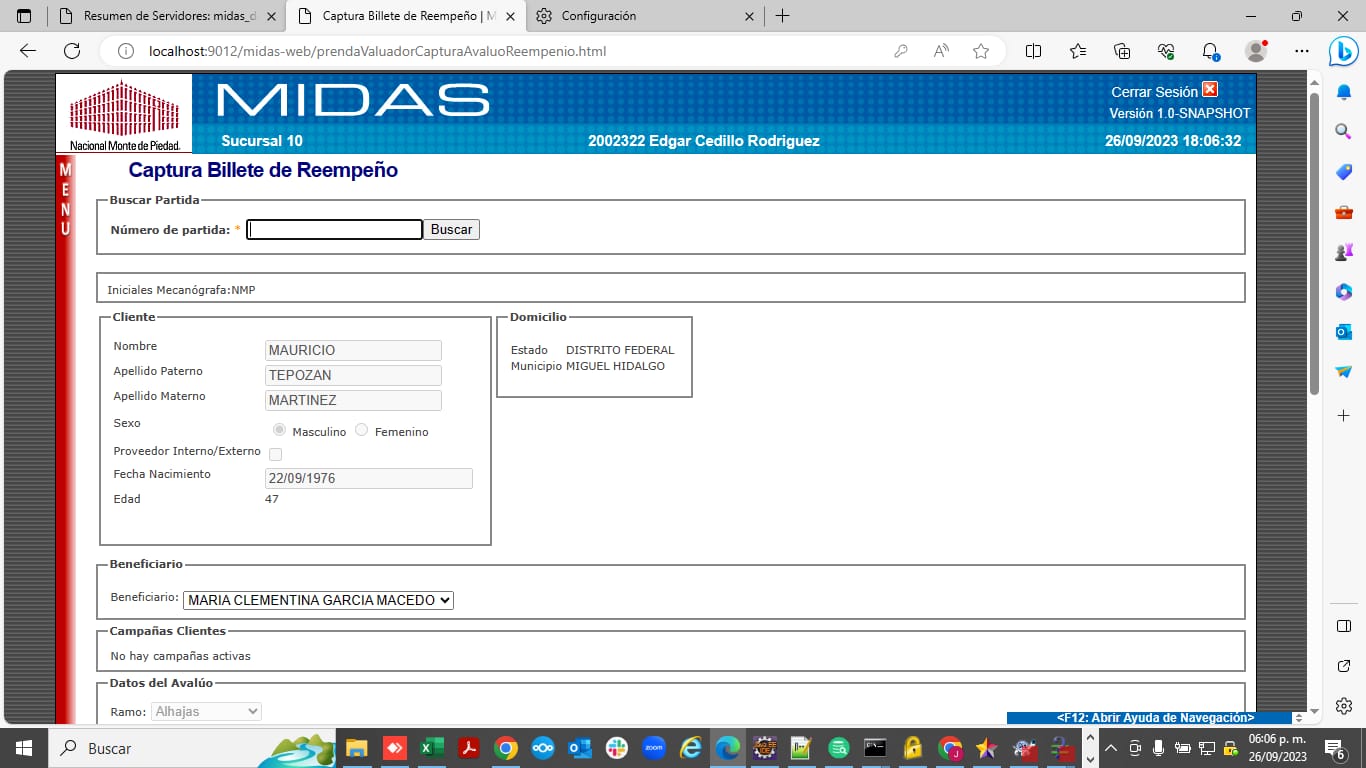 Resumen de Servidores: midas_d
Captura Billete de Reempeño | M
Configuración
localhost:9012/midas-web/prendaValuadorCapturaAvaluoReempenio.html
Nacional Monte de Piedad.
MIDAS
Cerrar Sesión
Versión 1.0-SNAPSHOT
Sucursal 10
2002322 Edgar Cedillo Rodriguez
26/09/2023 18:06:32
MENU
Captura Billete de Reempeño
Buscar Partida
Número de partida: *
Buscar
Iniciales Mecanógrafa:NMP
Cliente
Nombre MAURICIO
Apellido Paterno TEPOZAN
Apellido Materno MARTINEZ
Sexo Masculino Femenino
Proveedor Interno/Externo
Fecha Nacimiento 22/09/1976
Edad 47
Domicilio
Estado DISTRITO FEDERAL
Municipio MIGUEL HIDALGO
Beneficiario
Beneficiario: MARIA CLEMENTINA GARCIA MACEDO
Campañas Clientes
No hay campañas activas
Datos del Avalúo
Ramo: Alhajas
<F12: Abrir Ayuda de Navegación>
Buscar
zoom
06:06 p. m.
26/09/2023
6